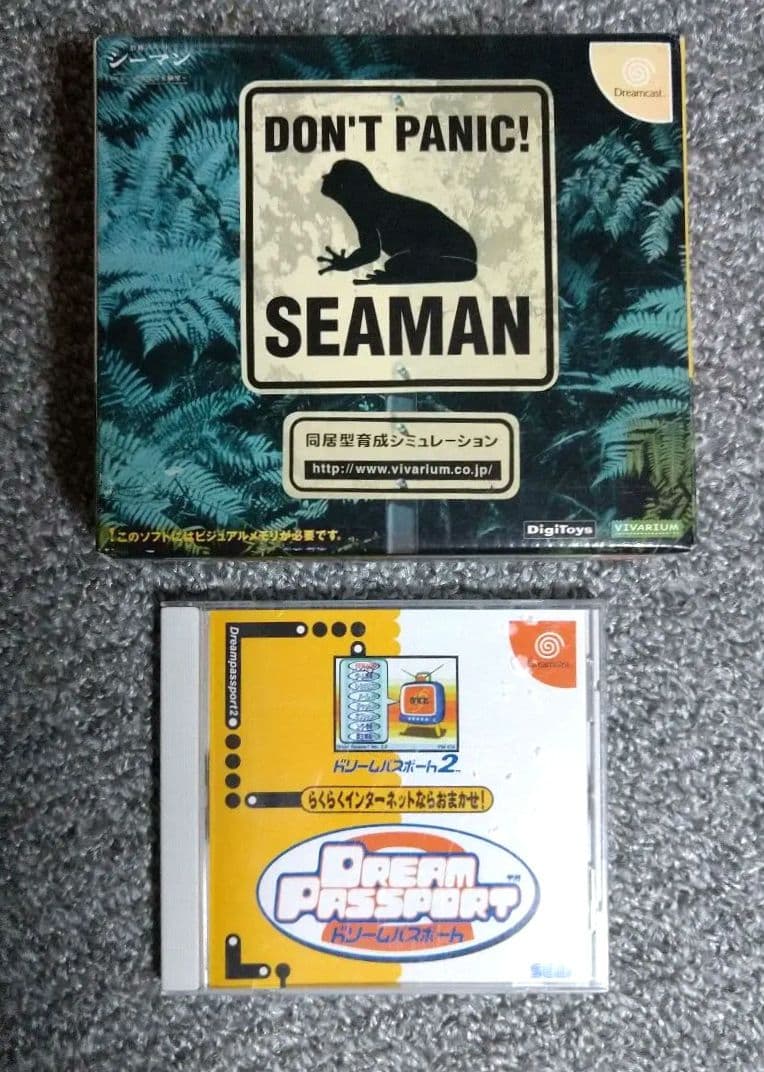 シーマン
Dreamcast
DON'T PANIC!
SEAMAN
同居型育成シミュレーション
http://www.vivarium.co.jp/
!このソフトにはビジュアルメモリが必要です。
DigiToys
VIVARIUM
Dreampassport2
Dreamcast
ドリームパスポート2™
らくらくインターネットならおまかせ!
DREAM
PASSPORT™
ドリームパスポート
SEGA